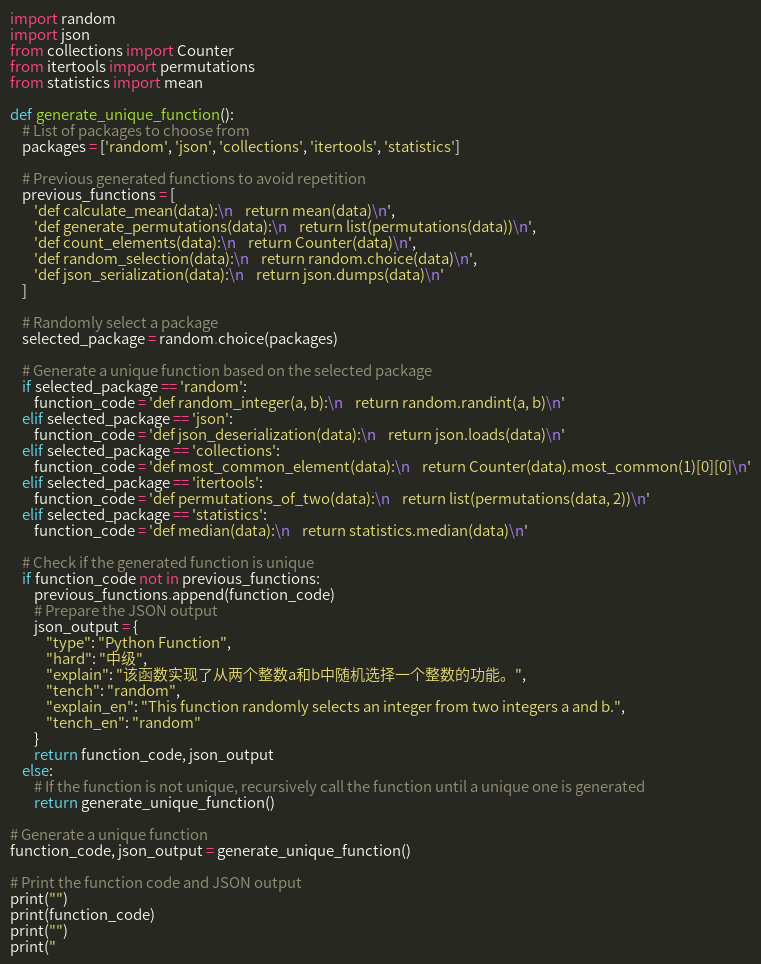 import random
import json
from collections import Counter
from itertools import permutations
from statistics import mean

def generate_unique_function():
    # List of packages to choose from
    packages = ['random', 'json', 'collections', 'itertools', 'statistics']

    # Previous generated functions to avoid repetition
    previous_functions = [
        'def calculate_mean(data):\n    return mean(data)\n',
        'def generate_permutations(data):\n    return list(permutations(data))\n',
        'def count_elements(data):\n    return Counter(data)\n',
        'def random_selection(data):\n    return random.choice(data)\n',
        'def json_serialization(data):\n    return json.dumps(data)\n'
    ]

    # Randomly select a package
    selected_package = random.choice(packages)

    # Generate a unique function based on the selected package
    if selected_package == 'random':
        function_code = 'def random_integer(a, b):\n    return random.randint(a, b)\n'
    elif selected_package == 'json':
        function_code = 'def json_deserialization(data):\n    return json.loads(data)\n'
    elif selected_package == 'collections':
        function_code = 'def most_common_element(data):\n    return Counter(data).most_common(1)[0][0]\n'
    elif selected_package == 'itertools':
        function_code = 'def permutations_of_two(data):\n    return list(permutations(data, 2))\n'
    elif selected_package == 'statistics':
        function_code = 'def median(data):\n    return statistics.median(data)\n'

    # Check if the generated function is unique
    if function_code not in previous_functions:
        previous_functions.append(function_code)
        # Prepare the JSON output
        json_output = {
            "type": "Python Function",
            "hard": "中级",
            "explain": "该函数实现了从两个整数a和b中随机选择一个整数的功能。",
            "tench": "random",
            "explain_en": "This function randomly selects an integer from two integers a and b.",
            "tench_en": "random"
        }
        return function_code, json_output
    else:
        # If the function is not unique, recursively call the function until a unique one is generated
        return generate_unique_function()

# Generate a unique function
function_code, json_output = generate_unique_function()

# Print the function code and JSON output
print("")
print(function_code)
print("")
print("